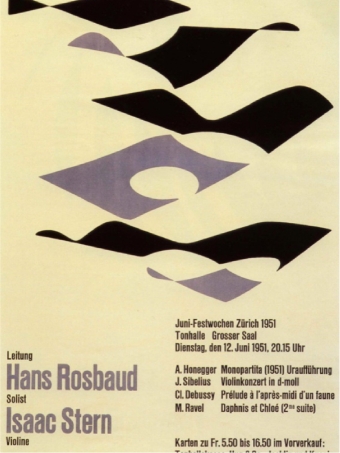 Juni-Festwochen Zürich 1951
Tonhalle Grosser Saal
Dienstag, den 12. Juni 1951, 20.15 Uhr
Leitung
Hans Rosbaud
Solist
Isaac Stern
Violine
A. Honegger Monopartita (1951) Uraufführung
J. Sibelius Violinkonzert in d-moll
Cl. Debussy Prélude à l'après-midi d'un faune
M. Ravel Daphnis et Chloé (2me suite)
Karten zu Fr. 5.50 bis 16.50 im Vorverkauf: